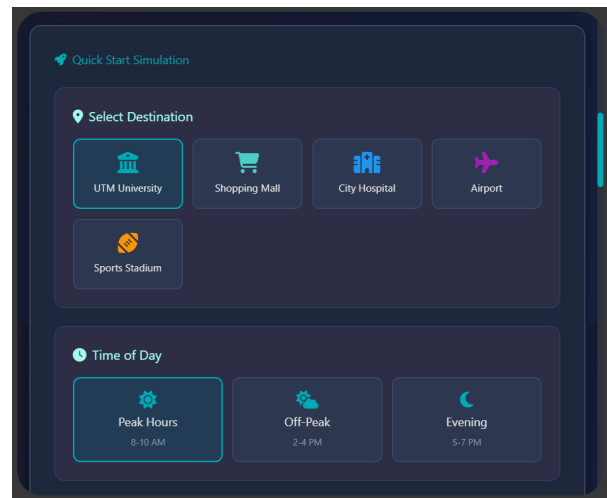 Quick Start Simulation
Select Destination
UTM University
Shopping Mall
City Hospital
Airport
Sports Stadium
Time of Day
Peak Hours
8-10 AM
Off-Peak
2-4 PM
Evening
5-7 PM